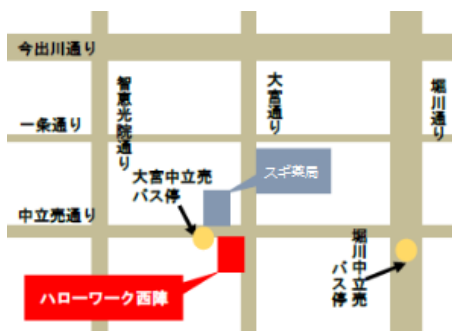 今出川通り
智恵光院通り
大宮通り
堀川通り
一条通り
スギ薬局
大宮中立売
バス停
中立売通り
堀川中立売
バス停
ハローワーク西陣